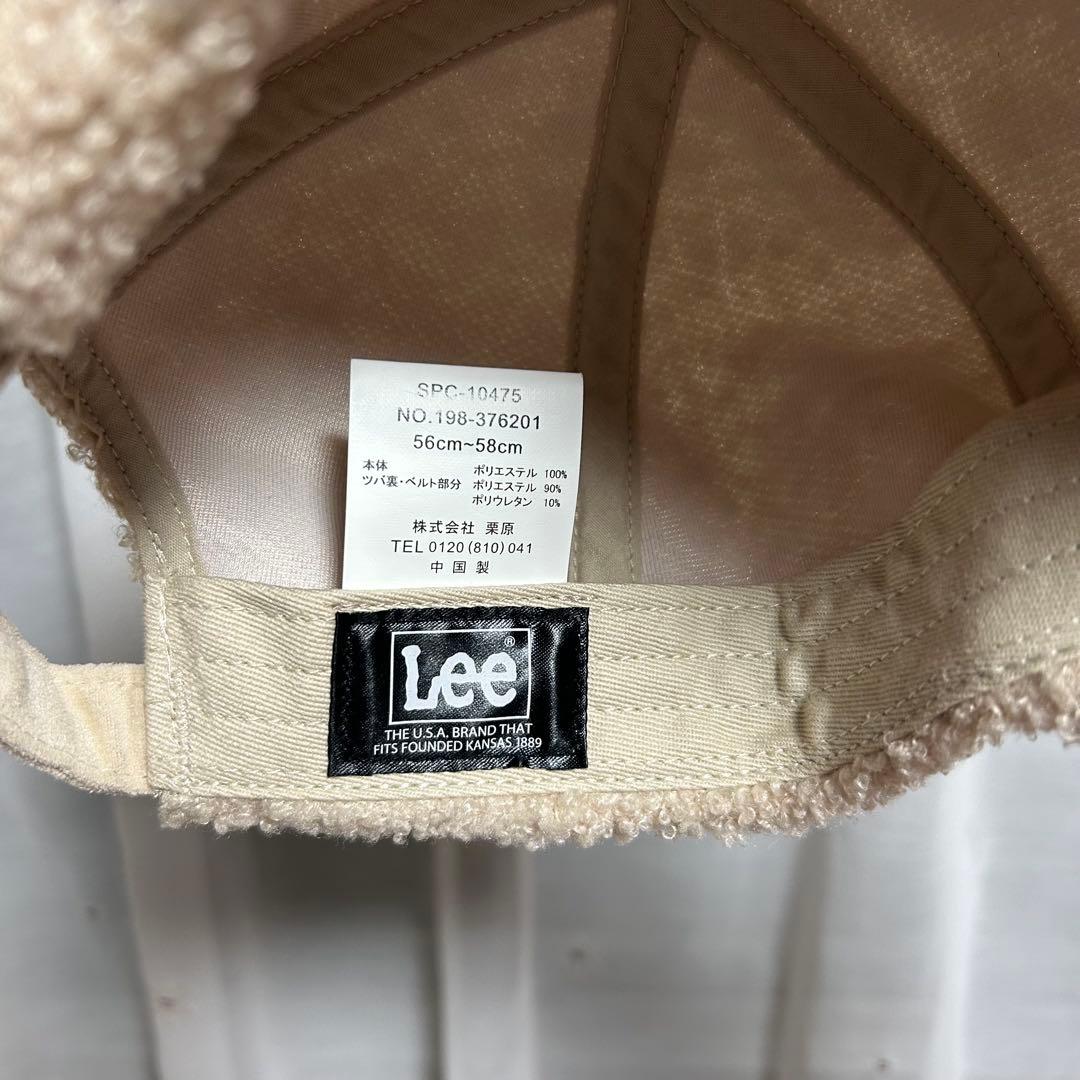 SPC-10475
NO.198-376201
56cm~58cm
本体 ポリエステル 100%
ツバ裏・ベルト部分 ポリエステル 90%
ポリウレタン 10%
株式会社 栗原
TEL 0120(810)041
中国製
Lee®
THE U.S.A. BRAND THAT
FITS FOUNDED KANSAS 1889